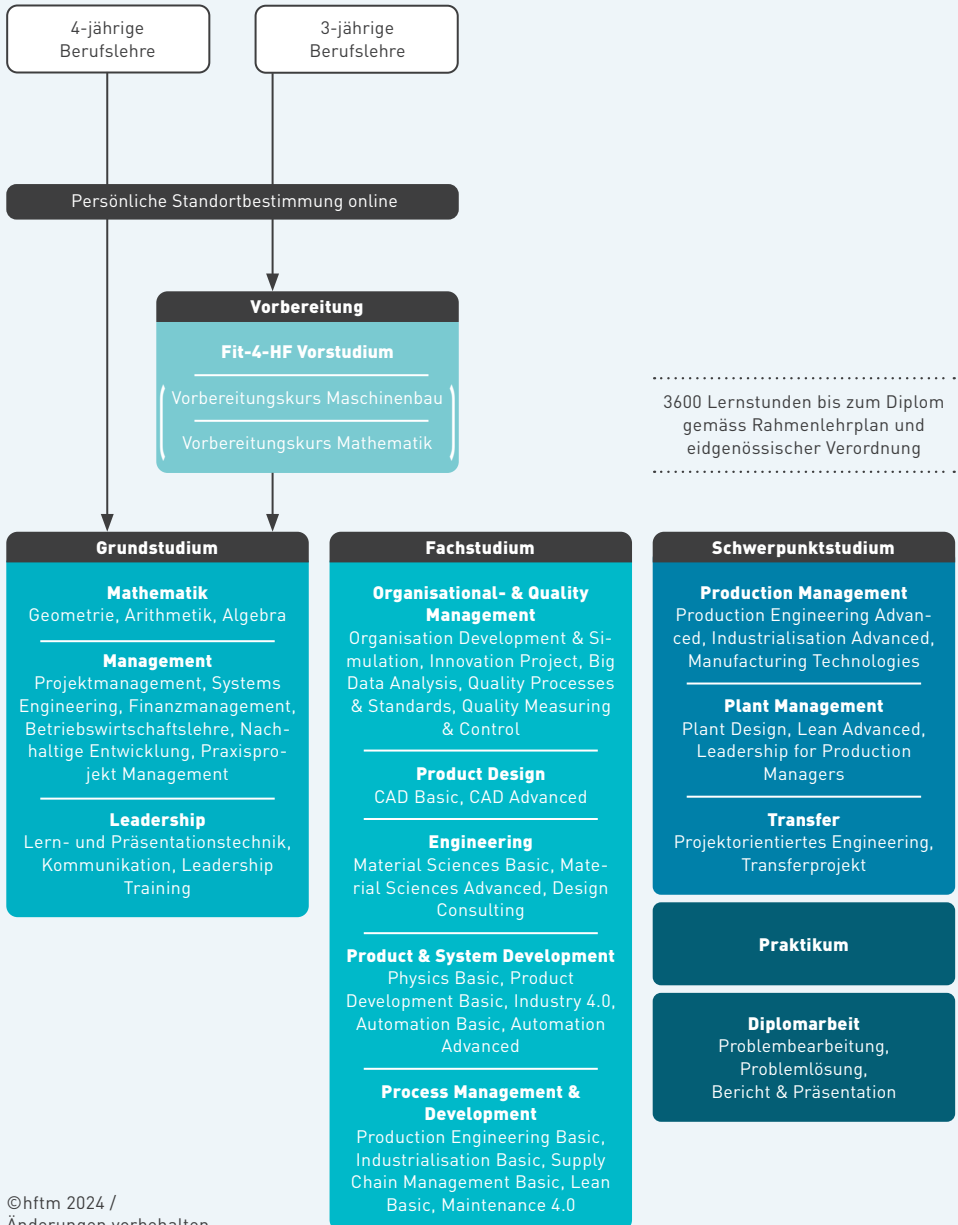 4-jährige
Berufslehre
3-jährige
Berufslehre
Persönliche Standortbestimmung online
Vorbereitung
Fit-4-HF Vorstudium
Vorbereitungskurs Maschinenbau
Vorbereitungskurs Mathematik
3600 Lernstunden bis zum Diplom
gemäss Rahmenlehrplan und
eidgenössischer Verordnung
Grundstudium
Mathematik
Geometrie, Arithmetik, Algebra
Management
Projektmanagement, Systems
Engineering, Finanzmanagement,
Betriebswirtschaftslehre, Nach-
haltige Entwicklung, Praxispro-
jekt Management
Leadership
Lern- und Präsentationstechnik,
Kommunikation, Leadership
Training
Fachstudium
Organisational- & Quality
Management
Organisation Development & Si-
mulation, Innovation Project, Big
Data Analysis, Quality Processes
& Standards, Quality Measuring
& Control
Product Design
CAD Basic, CAD Advanced
Engineering
Material Sciences Basic, Mate-
rial Sciences Advanced, Design
Consulting
Product & System Development
Physics Basic, Product
Development Basic, Industry 4.0,
Automation Basic, Automation
Advanced
Process Management &
Development
Production Engineering Basic,
Industrialisation Basic, Supply
Chain Management Basic, Lean
Basic, Maintenance 4.0
Schwerpunktstudium
Production Management
Production Engineering Advan-
ced, Industrialisation Advanced,
Manufacturing Technologies
Plant Management
Plant Design, Lean Advanced,
Leadership for Production
Managers
Transfer
Projektorientiertes Engineering,
Transferprojekt
Praktikum
Diplomarbeit
Problembearbeitung,
Problemlösung,
Bericht & Präsentation
©hftm 2024 /
Änderungen vorbehalten